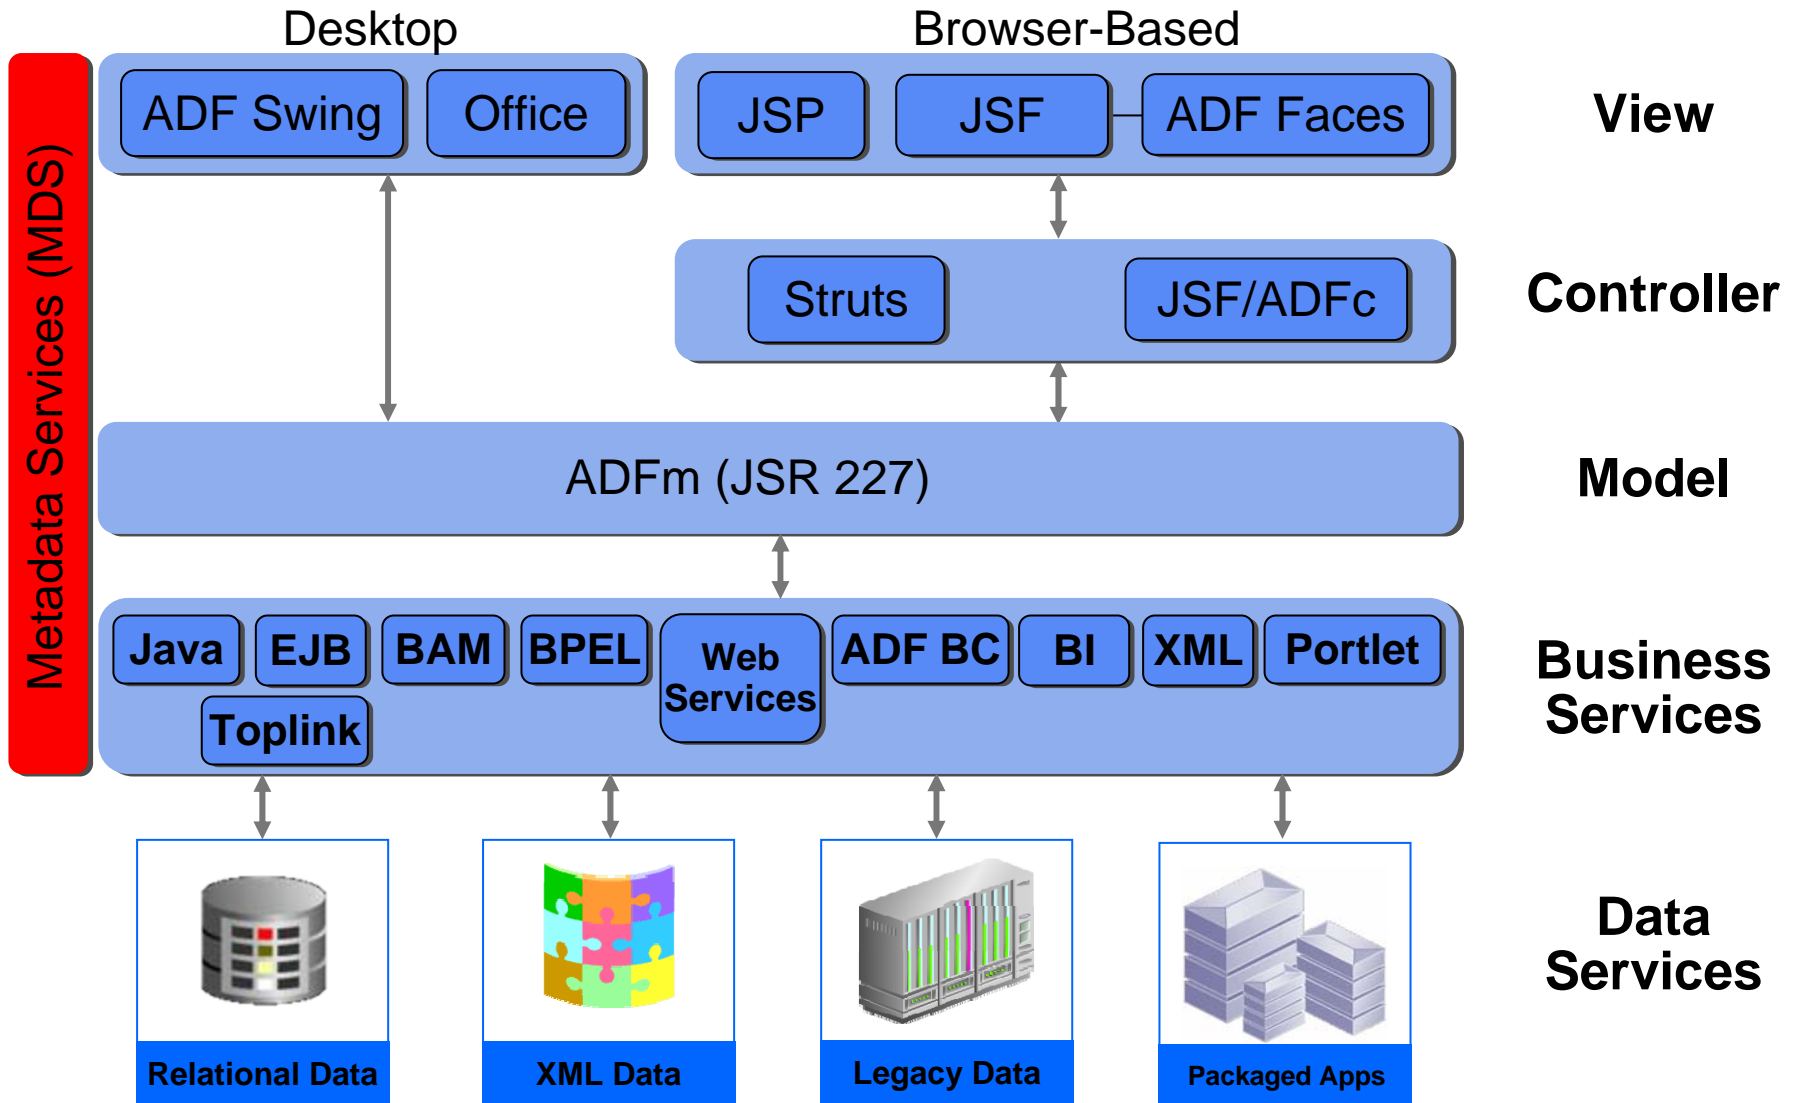 Desktop
Browser-Based
Metadata Services (MDS)
ADF Swing
Office
JSP
JSF
ADF Faces
View
Struts
JSF/ADFc
Controller
ADFm (JSR 227)
Model
Java
EJB
BAM
BPEL
Web
Services
ADF BC
BI
XML
Portlet
Toplink
Business
Services
Data
Services
Relational Data
XML Data
Legacy Data
Packaged Apps